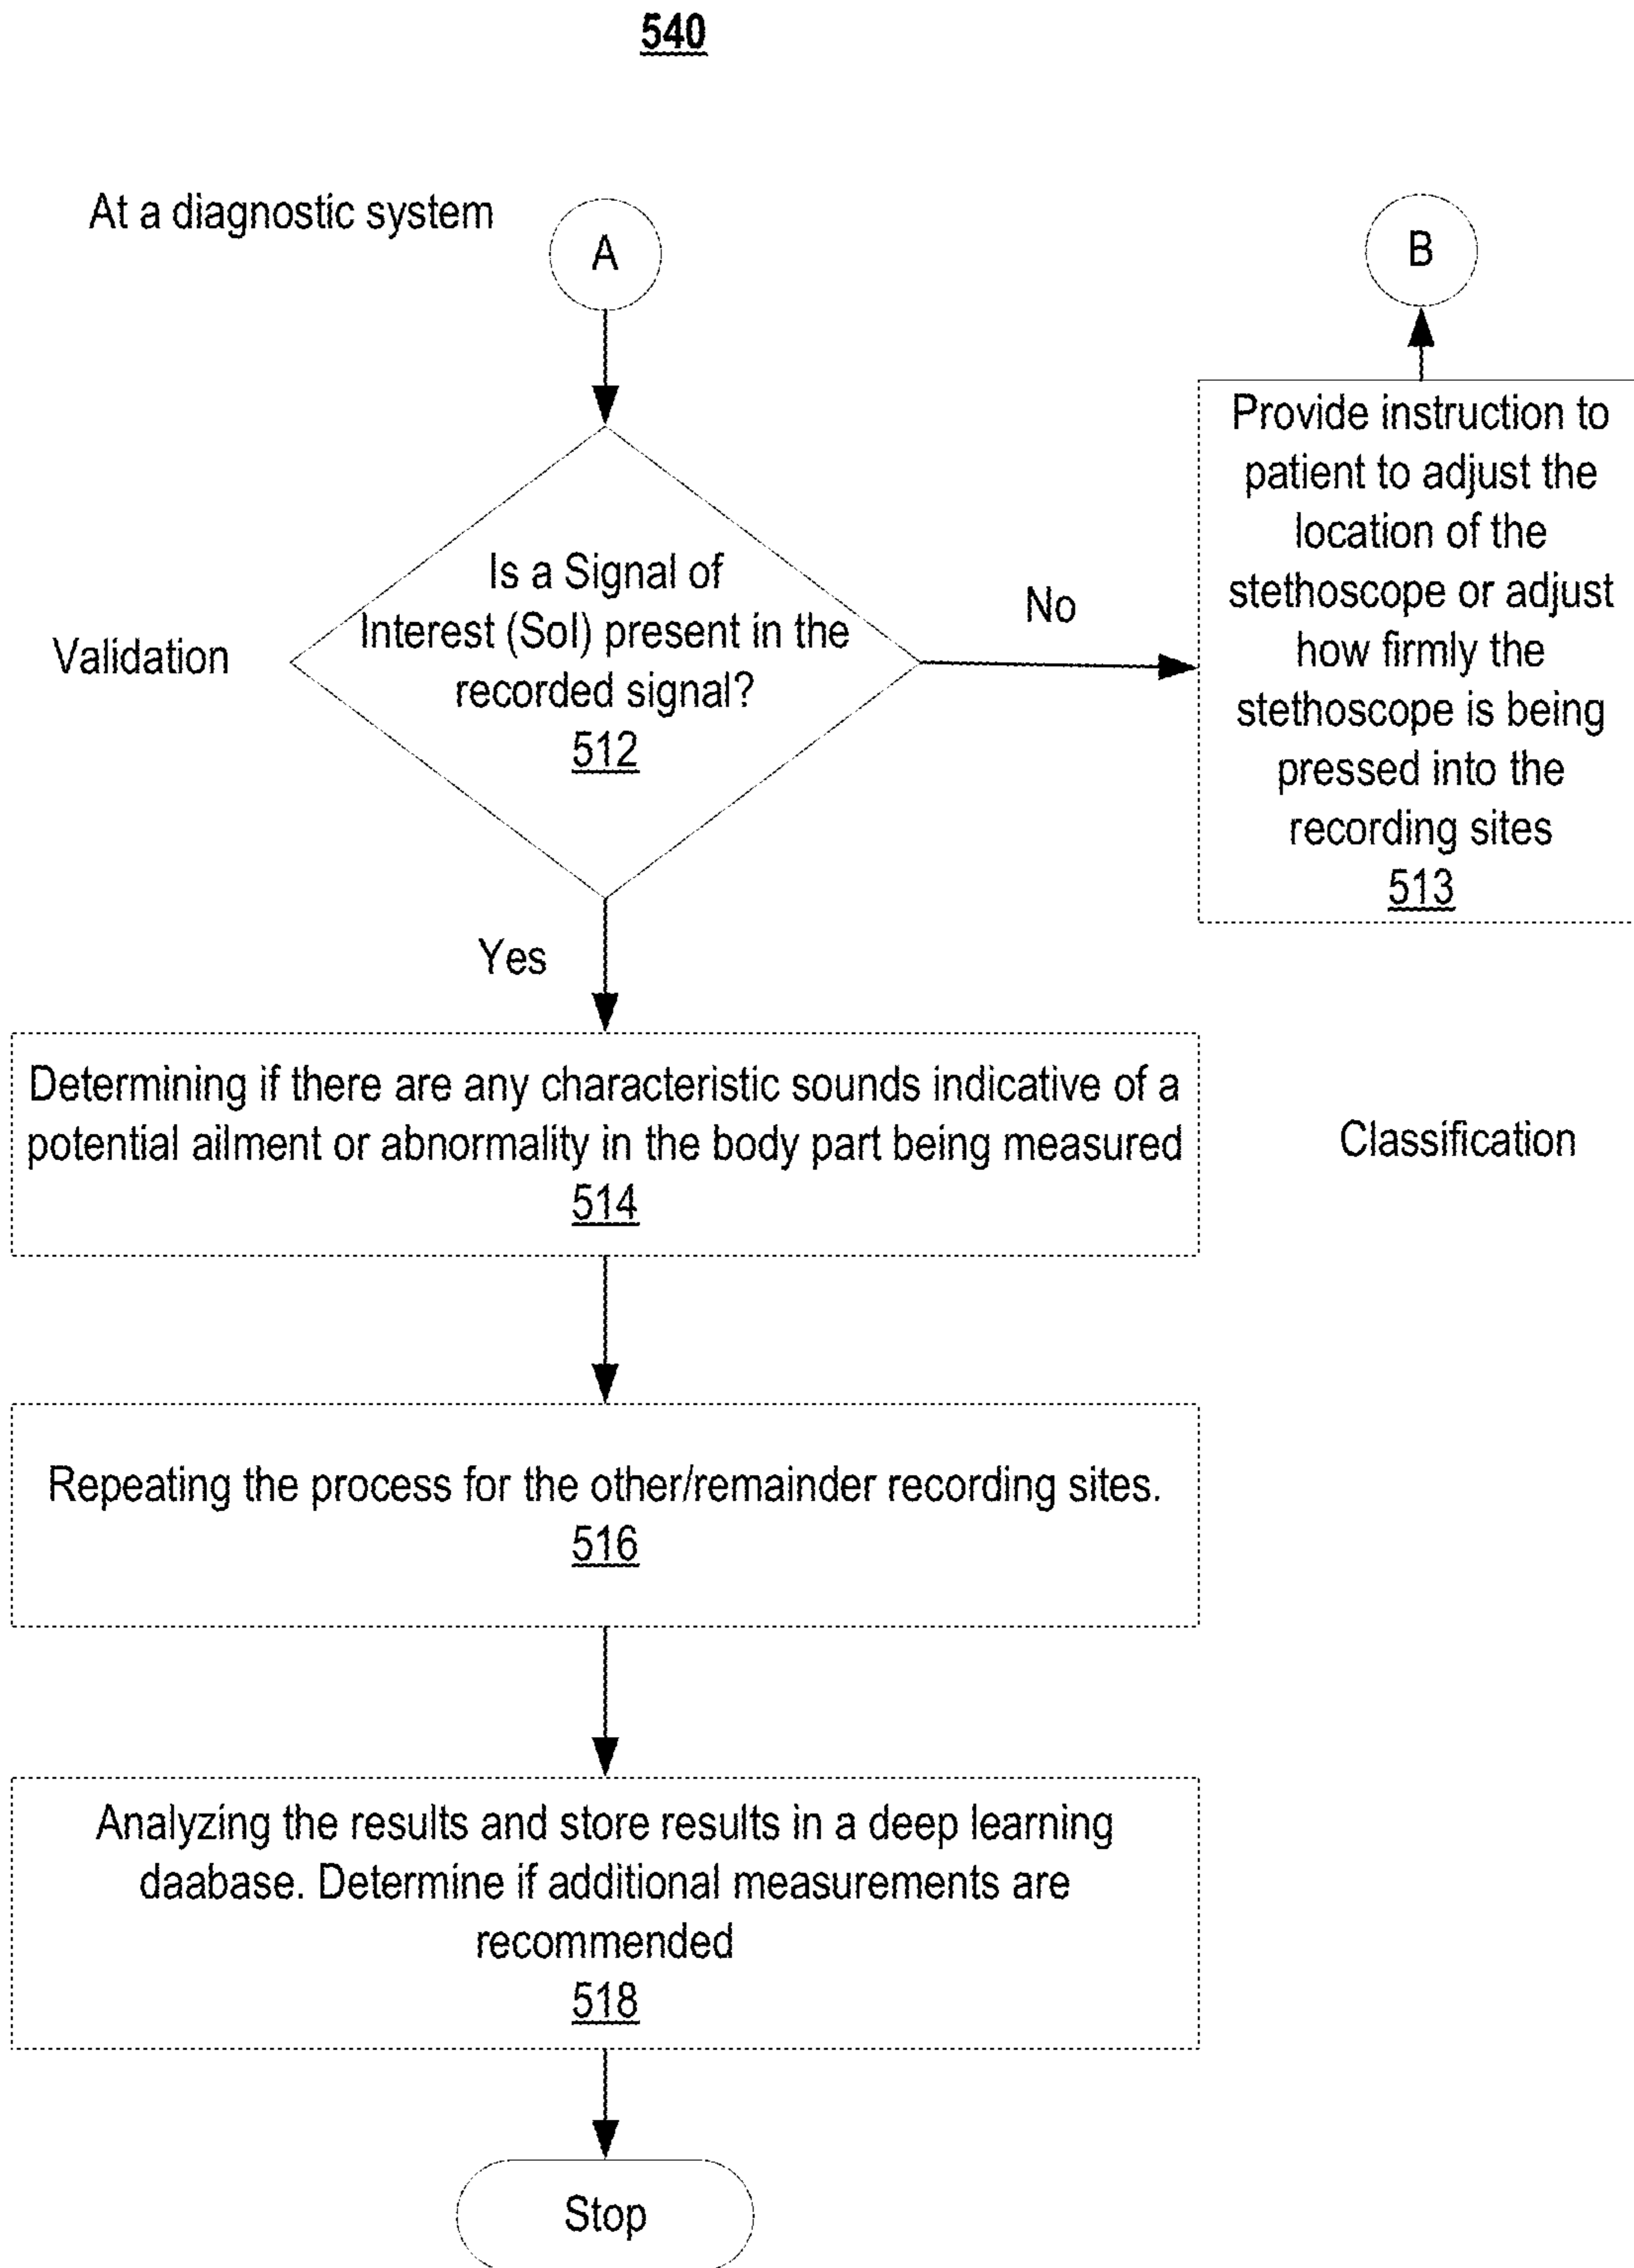 540
At a diagnostic system
A
B
Is a Signal of
Interest (SoI) present in the
recorded signal?
512
Validation
No
Yes
Provide instruction to
patient to adjust the
location of the
stethoscope or adjust
how firmly the
stethoscope is being
pressed into the
recording sites
513
Determining if there are any characteristic sounds indicative of a
potential ailment or abnormality in the body part being measured
514
Classification
Repeating the process for the other/remainder recording sites.
516
Analyzing the results and store results in a deep learning
daabase. Determine if additional measurements are
recommended
518
Stop